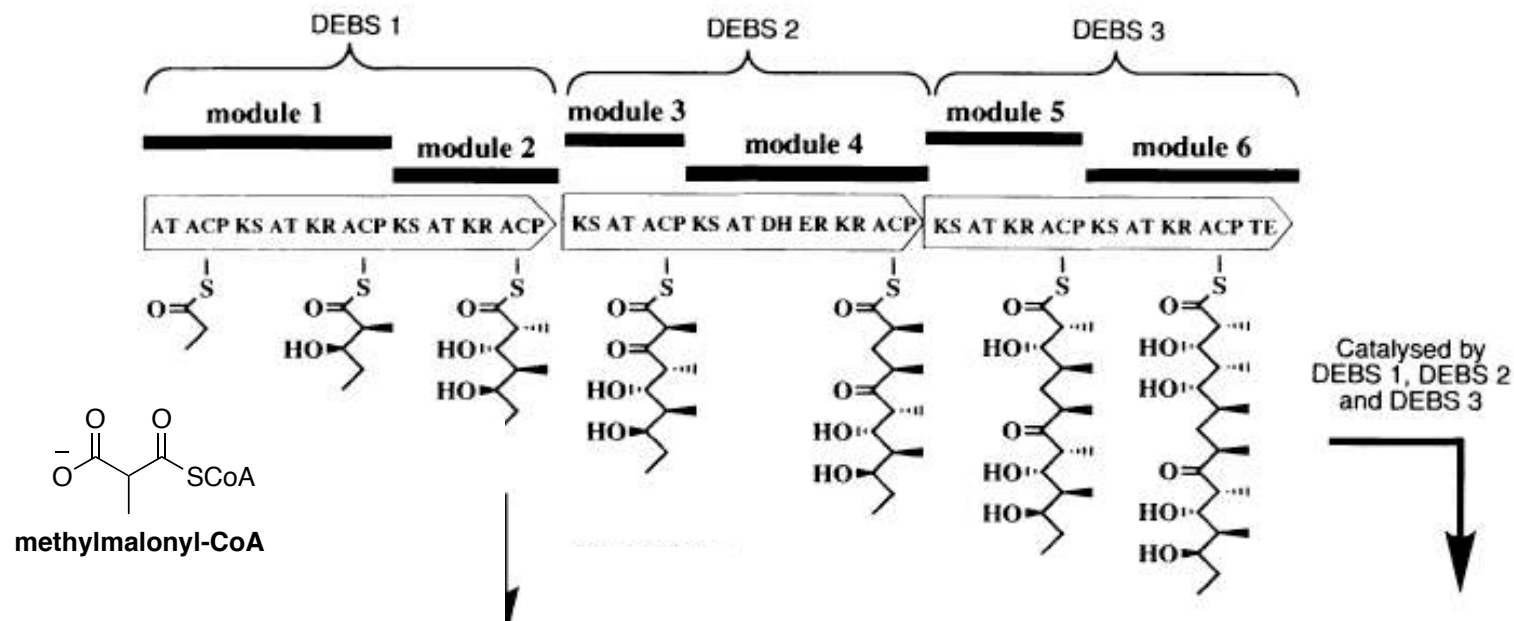 DEBS 1 DEBS 2 DEBS 3
module 1 module 3 module 5
module 2 module 4 module 6
AT ACP KS AT KR ACP KS AT KR ACP KS AT ACP KS AT DH ER KR ACP KS AT KR ACP KS AT KR ACP TE
S S S S S S S
O O O O O O O
HO HO O HO HO
HO HO O HO
HO O O
HO O
HO HO
HO HO
HO
Catalysed by
DEBS 1, DEBS 2
and DEBS 3
O O
−O SCoA
methylmalonyl-CoA